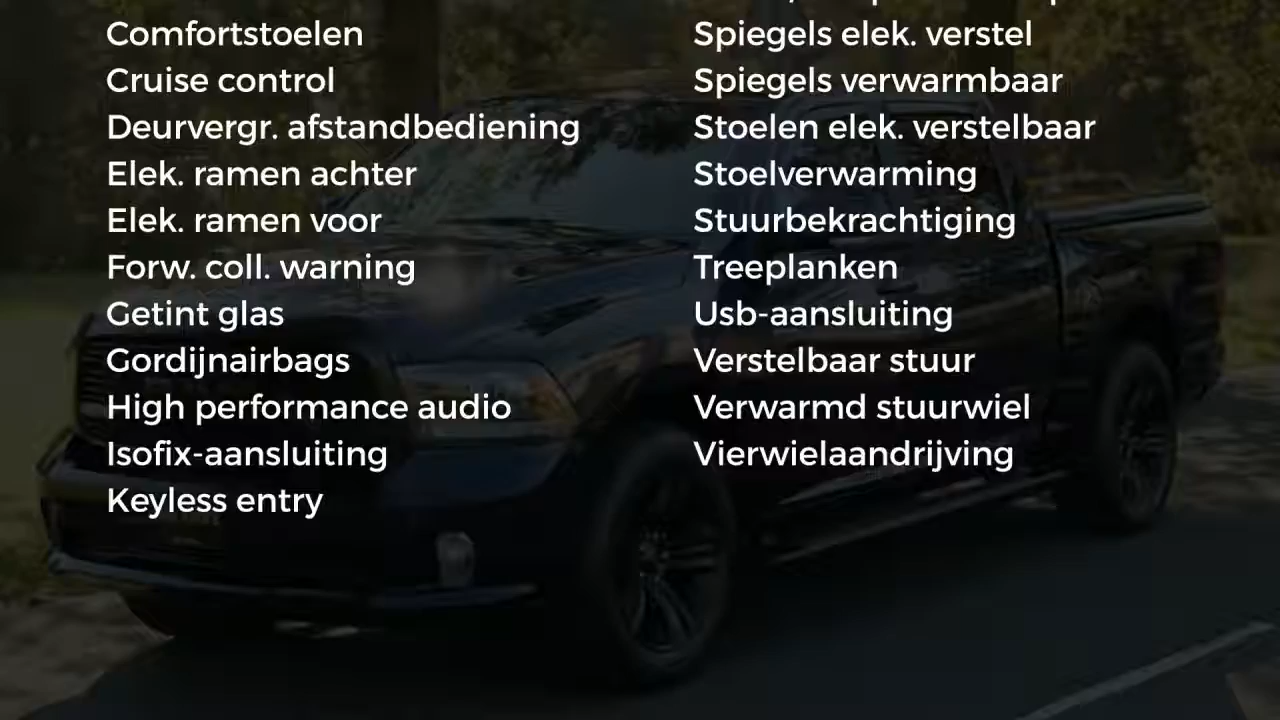 Comfortstoelen
Cruise control
Deurvergr. afstandbediening
Elek. ramen achter
Elek. ramen voor
Forw. coll. warning
Getint glas
Gordijnairbags
High performance audio
Isofix-aansluiting
Keyless entry
Spiegels elek. verstel
Spiegels verwarmbaar
Stoelen elek. verstelbaar
Stoelverwarming
Stuurbekrachtiging
Treeplanken
Usb-aansluiting
Verstelbaar stuur
Verwarmd stuurwiel
Vierwielaandrijving